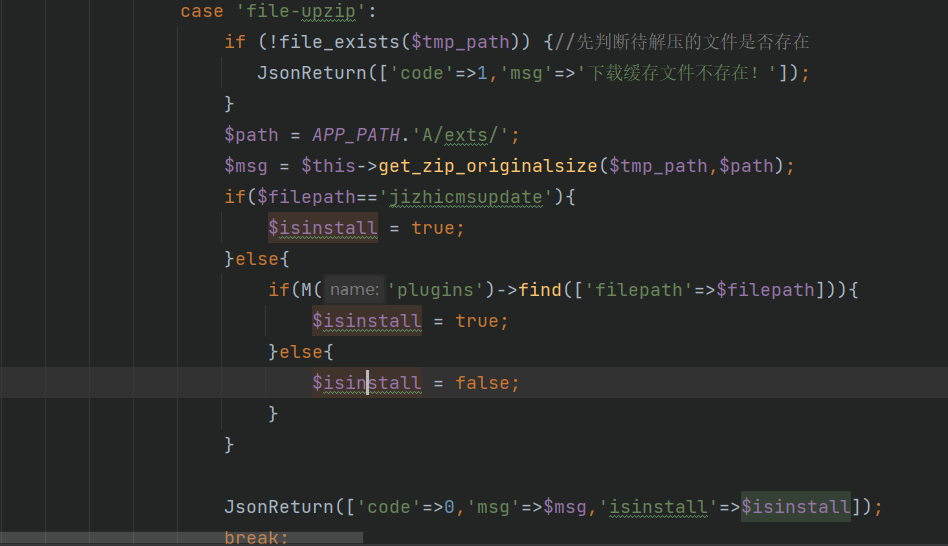 case 'file-upzip':
if (!file_exists($tmp_path)) {//先判断待解压的文件是否存在
JsonReturn(['code'=>1,'msg'=>'下载缓存文件不存在！']);
}
$path = APP_PATH.'A/exts/';
$msg = $this->get_zip_originalsize($tmp_path,$path);
if($filepath=='jizhicmsupdate'){
$isinstall = true;
}else{
if(M( name: 'plugins')->find(['filepath'=>$filepath])){
$isinstall = true;
}else{
$isinstall = false;
}
}
JsonReturn(['code'=>0,'msg'=>$msg,'isinstall'=>$isinstall]);
break;